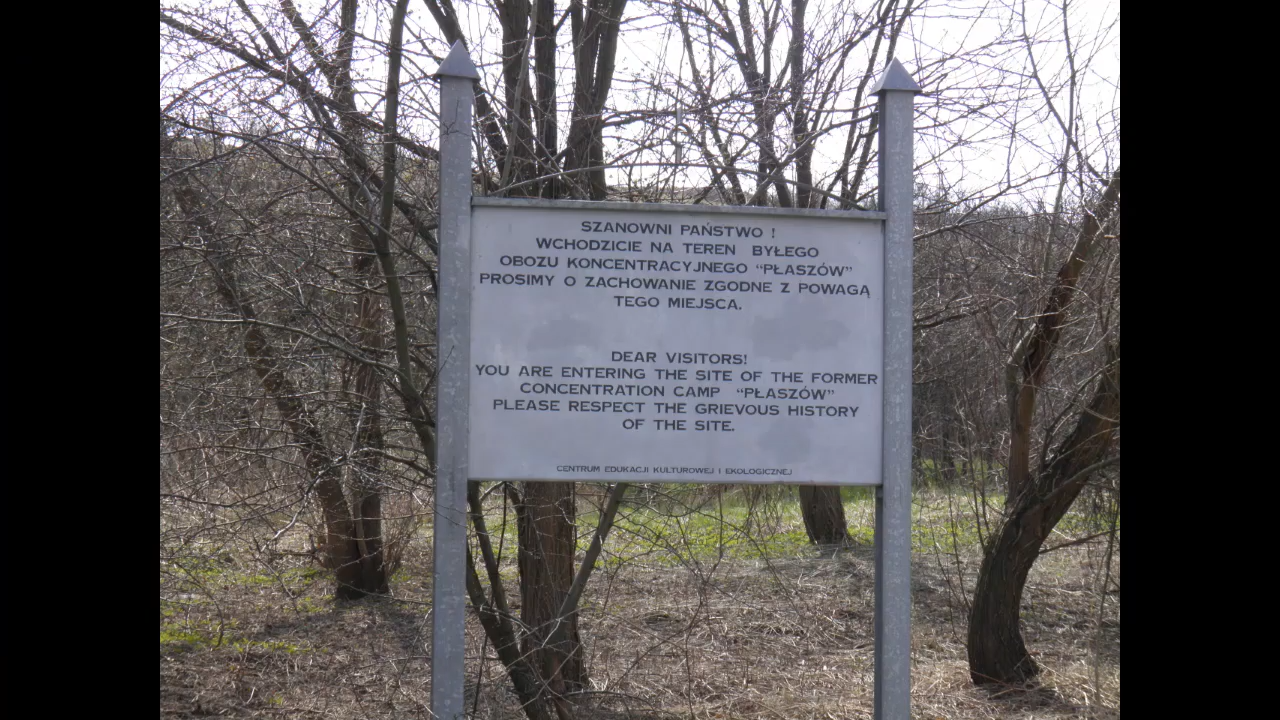 SZANOWNI PAŃSTWO !
WCHODZICIE NA TEREN BYŁEGO
OBOZU KONCENTRACYJNEGO “PŁASZÓW”
PROSIMY O ZACHOWANIE ZGODNE Z POWAGĄ
TEGO MIEJSCA.
DEAR VISITORS!
YOU ARE ENTERING THE SITE OF THE FORMER
CONCENTRATION CAMP “PŁASZÓW”
PLEASE RESPECT THE GRIEVOUS HISTORY
OF THE SITE.
CENTRUM EDUKACJI KULTUROWEJ I EKOLOGICZNEJ